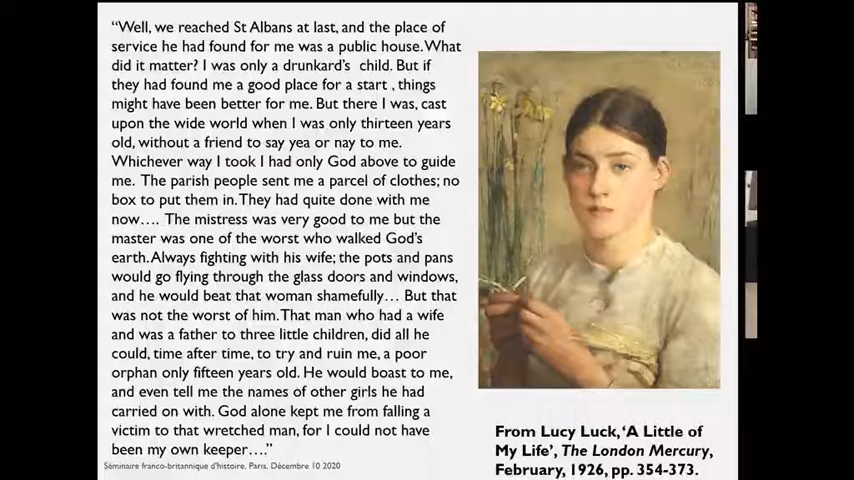 “Well, we reached St Albans at last, and the place of
service he had found for me was a public house. What
did it matter? I was only a drunkard's child. But if
they had found me a good place for a start , things
might have been better for me. But there I was, cast
upon the wide world when I was only thirteen years
old, without a friend to say yea or nay to me.
Whichever way I took I had only God above to guide
me. The parish people sent me a parcel of clothes; no
box to put them in. They had quite done with me
now…. The mistress was very good to me but the
master was one of the worst who walked God's
earth. Always fighting with his wife; the pots and pans
would go flying through the glass doors and windows,
and he would beat that woman shamefully… But that
was not the worst of him. That man who had a wife
and was a father to three little children, did all he
could, time after time, to try and ruin me, a poor
orphan only fifteen years old. He would boast to me,
and even tell me the names of other girls he had
carried on with. God alone kept me from falling a
victim to that wretched man, for I could not have
been my own keeper….”
Séminaire franco-britannique d'histoire, Paris, Décembre 10 2020
From Lucy Luck, ‘A Little of
My Life’, The London Mercury,
February, 1926, pp. 354-373.